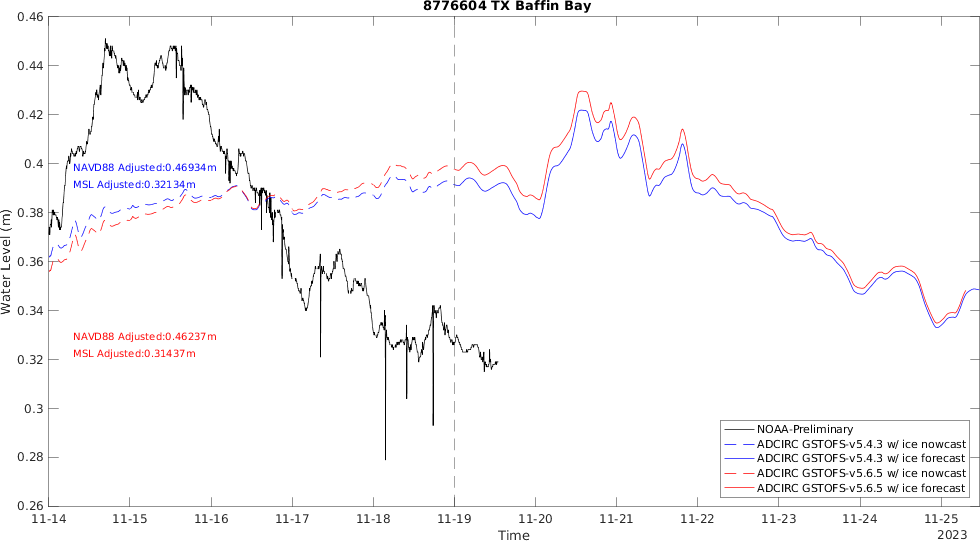 8776604 TX Baffin Bay
0.46
0.44
0.42
0.4
0.38
0.36
0.34
0.32
0.3
0.28
0.26
Water Level (m)
NAVD88 Adjusted:0.46934m
MSL Adjusted:0.32134m
NAVD88 Adjusted:0.46237m
MSL Adjusted:0.31437m
NOAA-Preliminary
ADCIRC GSTOFS-v5.4.3 w/ ice nowcast
ADCIRC GSTOFS-v5.4.3 w/ ice forecast
ADCIRC GSTOFS-v5.6.5 w/ ice nowcast
ADCIRC GSTOFS-v5.6.5 w/ ice forecast
11-14 11-15 11-16 11-17 11-18 11-19 11-20 11-21 11-22 11-23 11-24 11-25
Time
2023